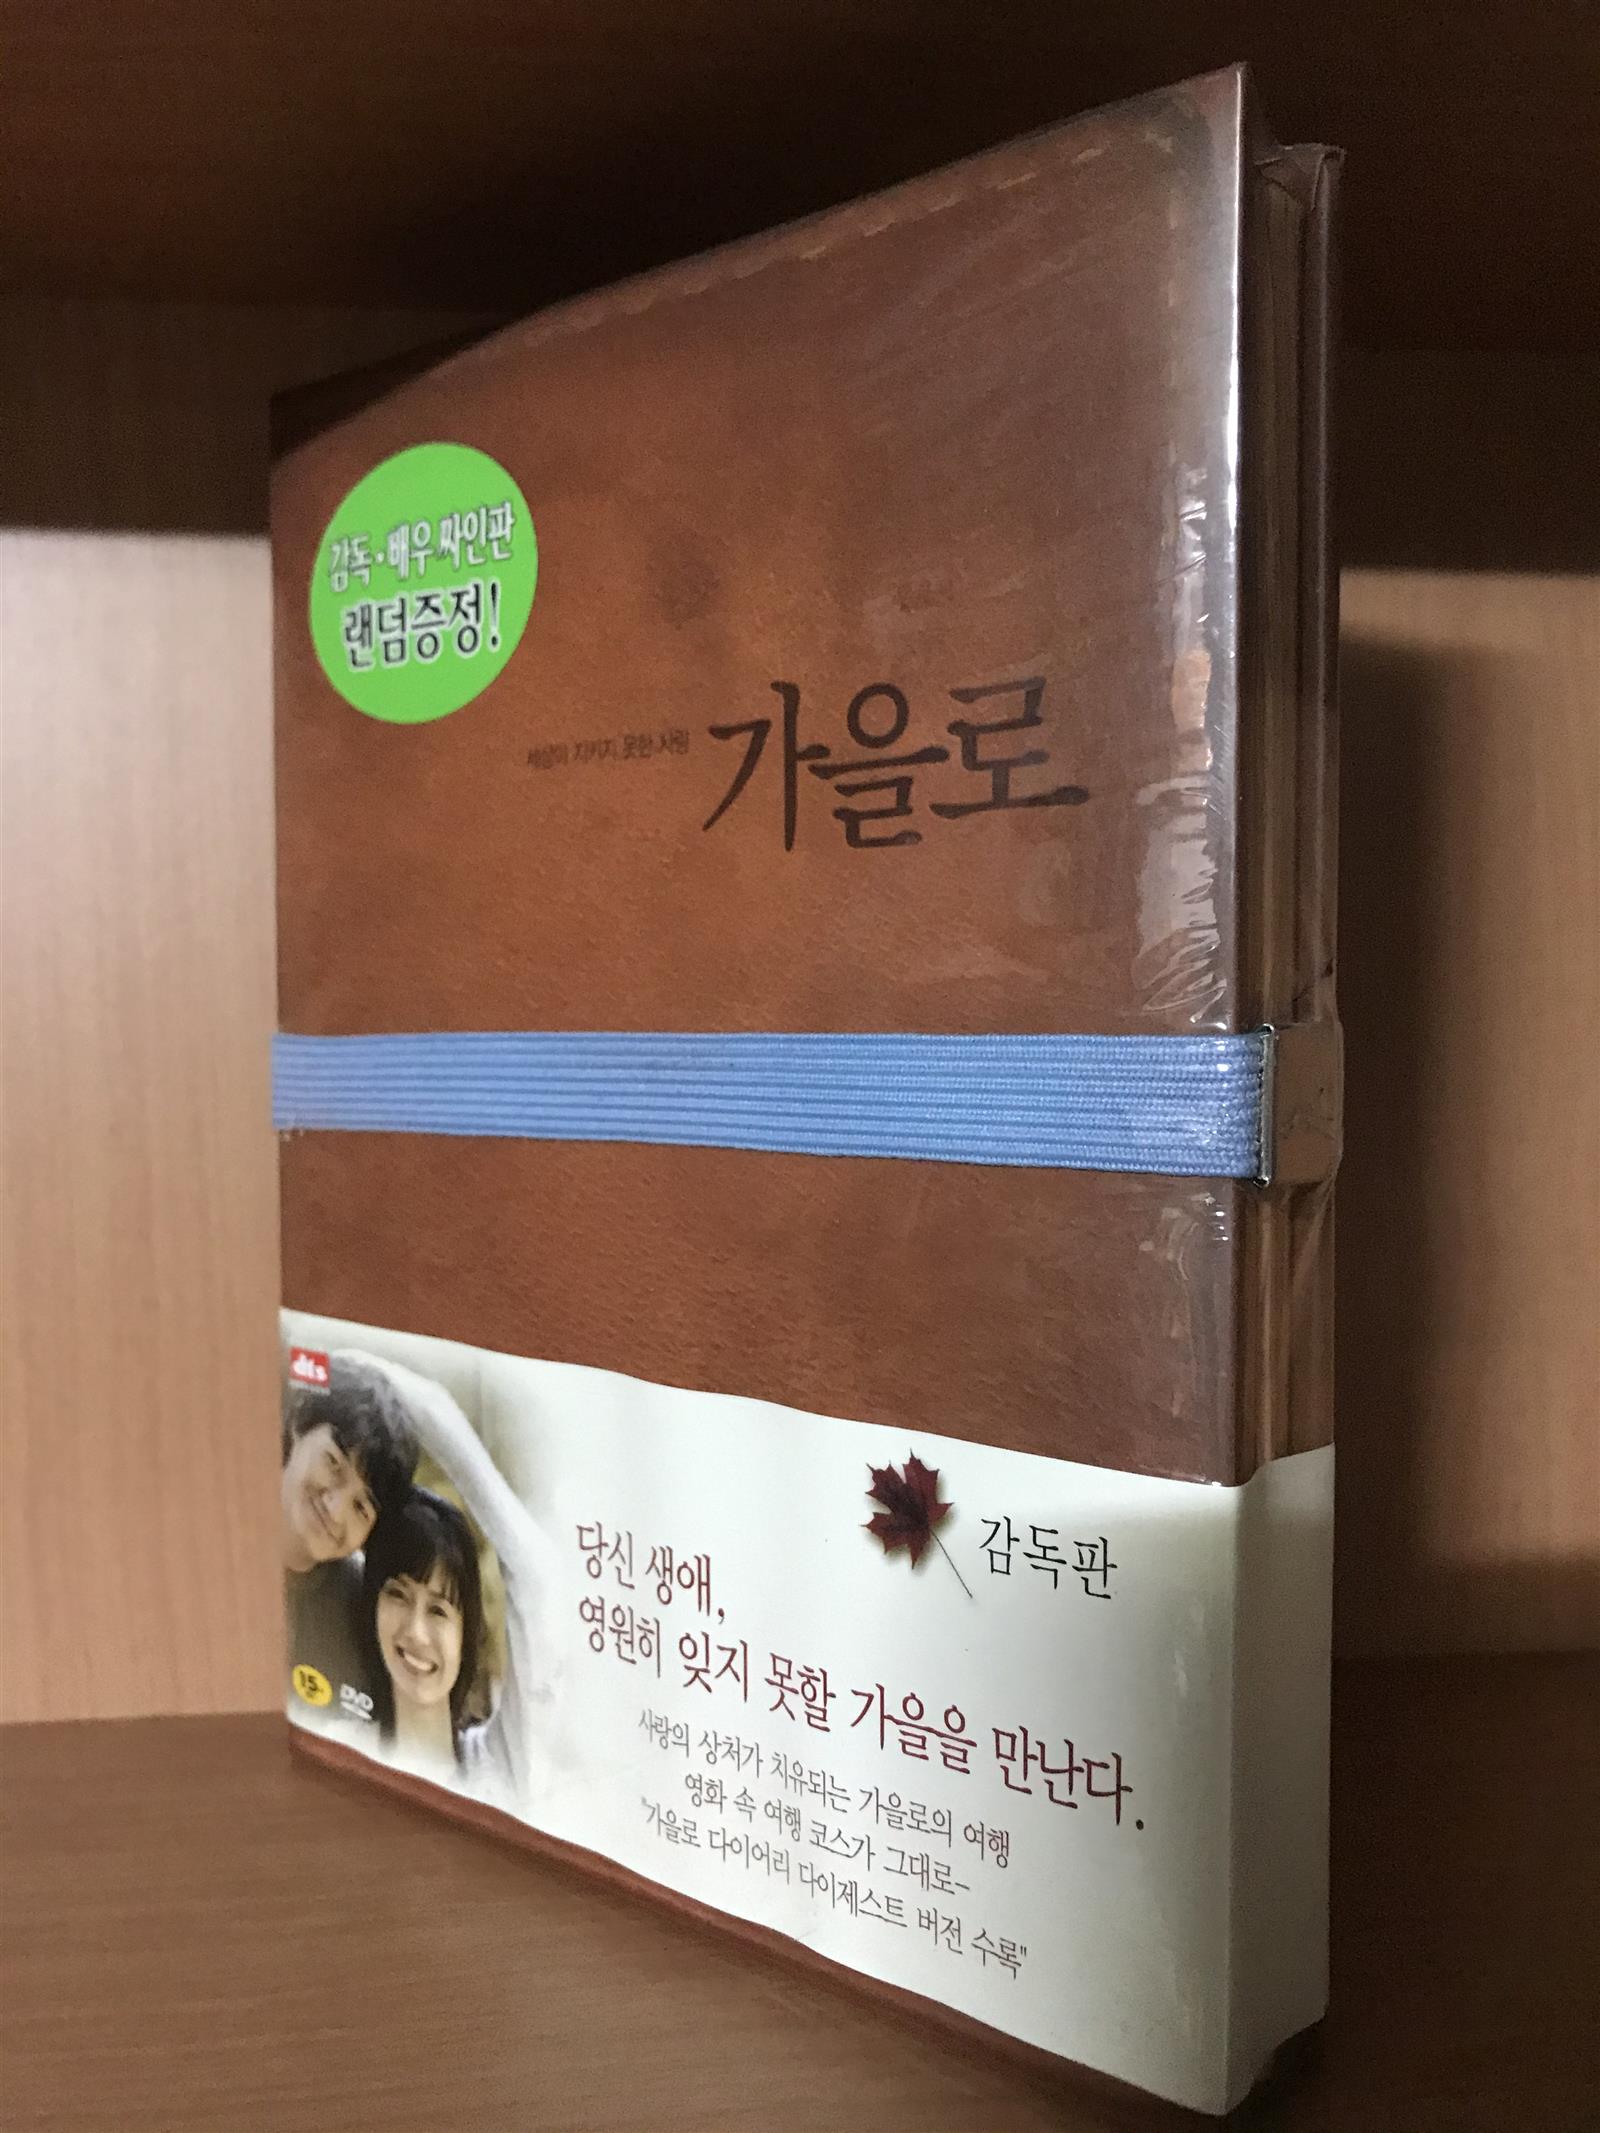 감독·배우 싸인판
랜덤증정!
세상이 지키지 못한 사랑
가을로
dts
감독판
당신 생애,
영원히 잊지 못할 가을을 만난다.
사랑의 상처가 치유되는 가을로의 여행
영화 속 여행 코스가 그대로-
"가을로 다이어리 다이제스트 버전 수록"
15
DVD